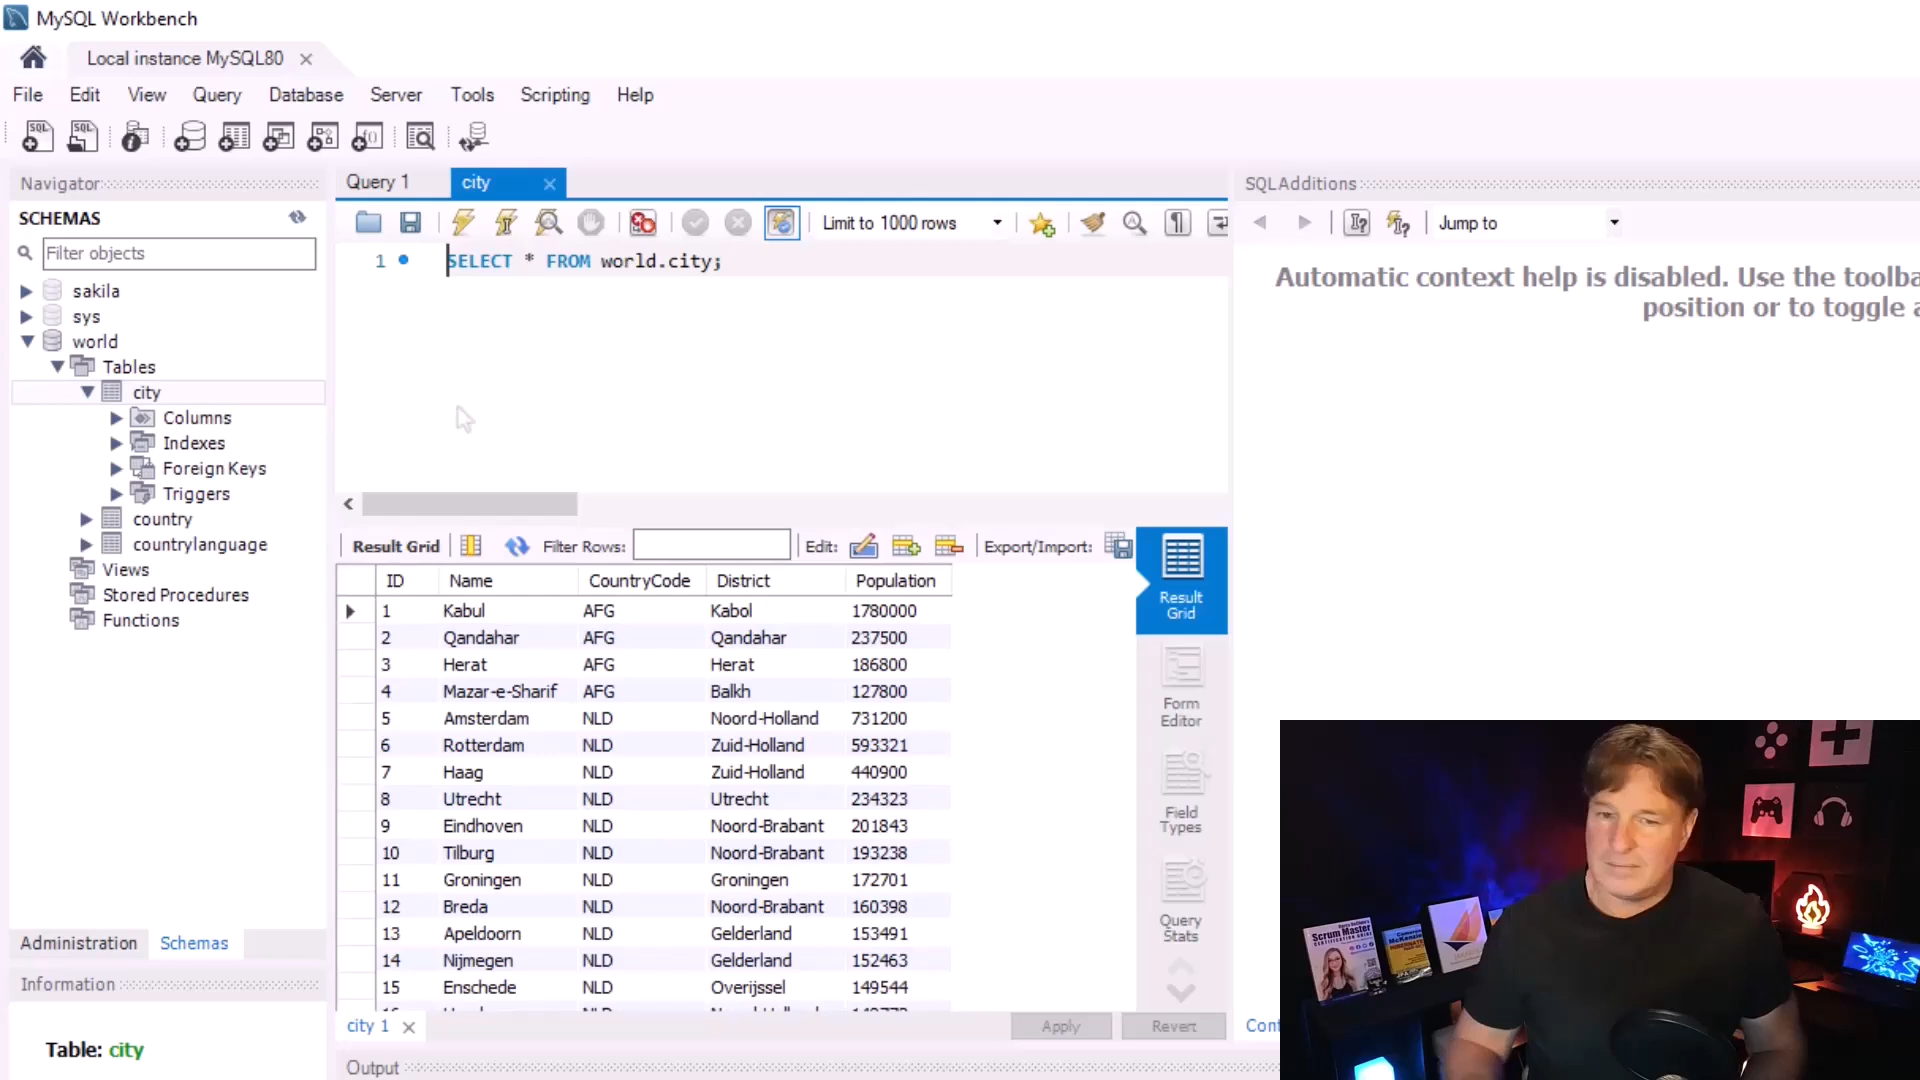 MySQL Workbench
Local instance MySQL80
File Edit View Query Database Server Tools Scripting Help
Navigator
SCHEMAS
Filter objects
sakila
sys
world
Tables
city
Columns
Indexes
Foreign Keys
Triggers
country
countrylanguage
Views
Stored Procedures
Functions
Administration Schemas
Information
Table: city
Query 1 city
Limit to 1000 rows
1 SELECT * FROM world.city;
Result Grid Filter Rows: Edit: Export/Import:
ID Name CountryCode District Population
1 Kabul AFG Kabol 1780000
2 Qandahar AFG Qandahar 237500
3 Herat AFG Herat 186800
4 Mazar-e-Sharif AFG Balkh 127800
5 Amsterdam NLD Noord-Holland 731200
6 Rotterdam NLD Zuid-Holland 593321
7 Haag NLD Zuid-Holland 440900
8 Utrecht NLD Utrecht 234323
9 Eindhoven NLD Noord-Brabant 201843
10 Tilburg NLD Noord-Brabant 193238
11 Groningen NLD Groningen 172701
12 Breda NLD Noord-Brabant 160398
13 Apeldoorn NLD Gelderland 153491
14 Nijmegen NLD Gelderland 152463
15 Enschede NLD Overijssel 149544
Result
Grid
Form
Editor
Field
Types
Query
Stats
city 1 Apply Revert
Output
SQLAdditions
Jump to
Automatic context help is disabled. Use the toolba
position or to toggle a
Cont
Scrum Master